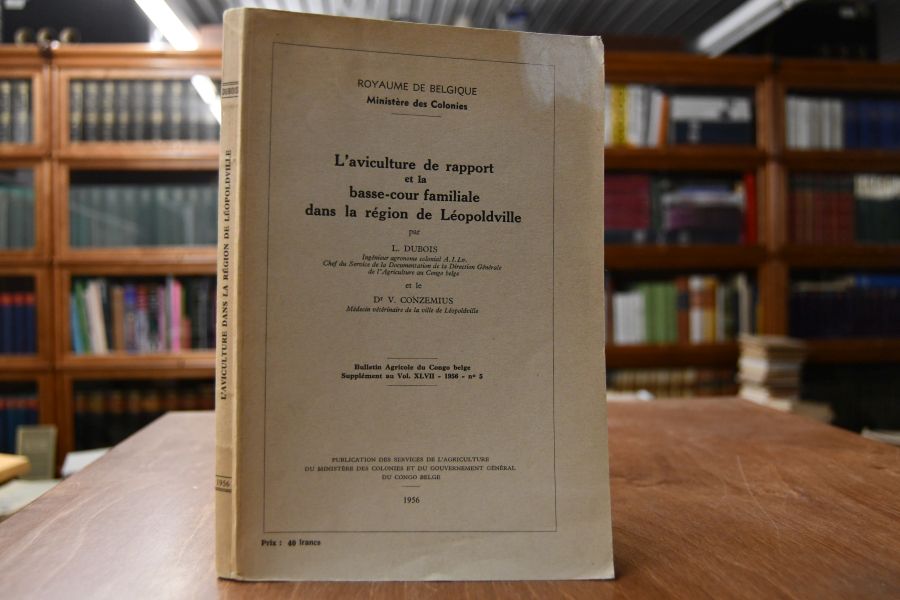 ROYAUME DE BELGIQUE
Ministère des Colonies
L'aviculture de rapport
et la
basse-cour familiale
dans la région de Léopoldville
par
L. DUBOIS
Ingénieur agronome colonial A.I.Lv.
Chef du Service de la Documentation de la Direction Générale
de l'Agriculture au Congo belge
et le
Dr V. CONZEMIUS
Médecin vétérinaire de la ville de Léopoldville
Bulletin Agricole du Congo belge
Supplément au Vol. XLVII - 1956 - no 5
PUBLICATION DES SERVICES DE L'AGRICULTURE
DU MINISTÈRE DES COLONIES ET DU GOUVERNEMENT GÉNÉRAL
DU CONGO BELGE
1956
Prix : 40 francs
DUBOIS
L'AVICULTURE DANS LA RÉGION DE LÉOPOLDVILLE
1956